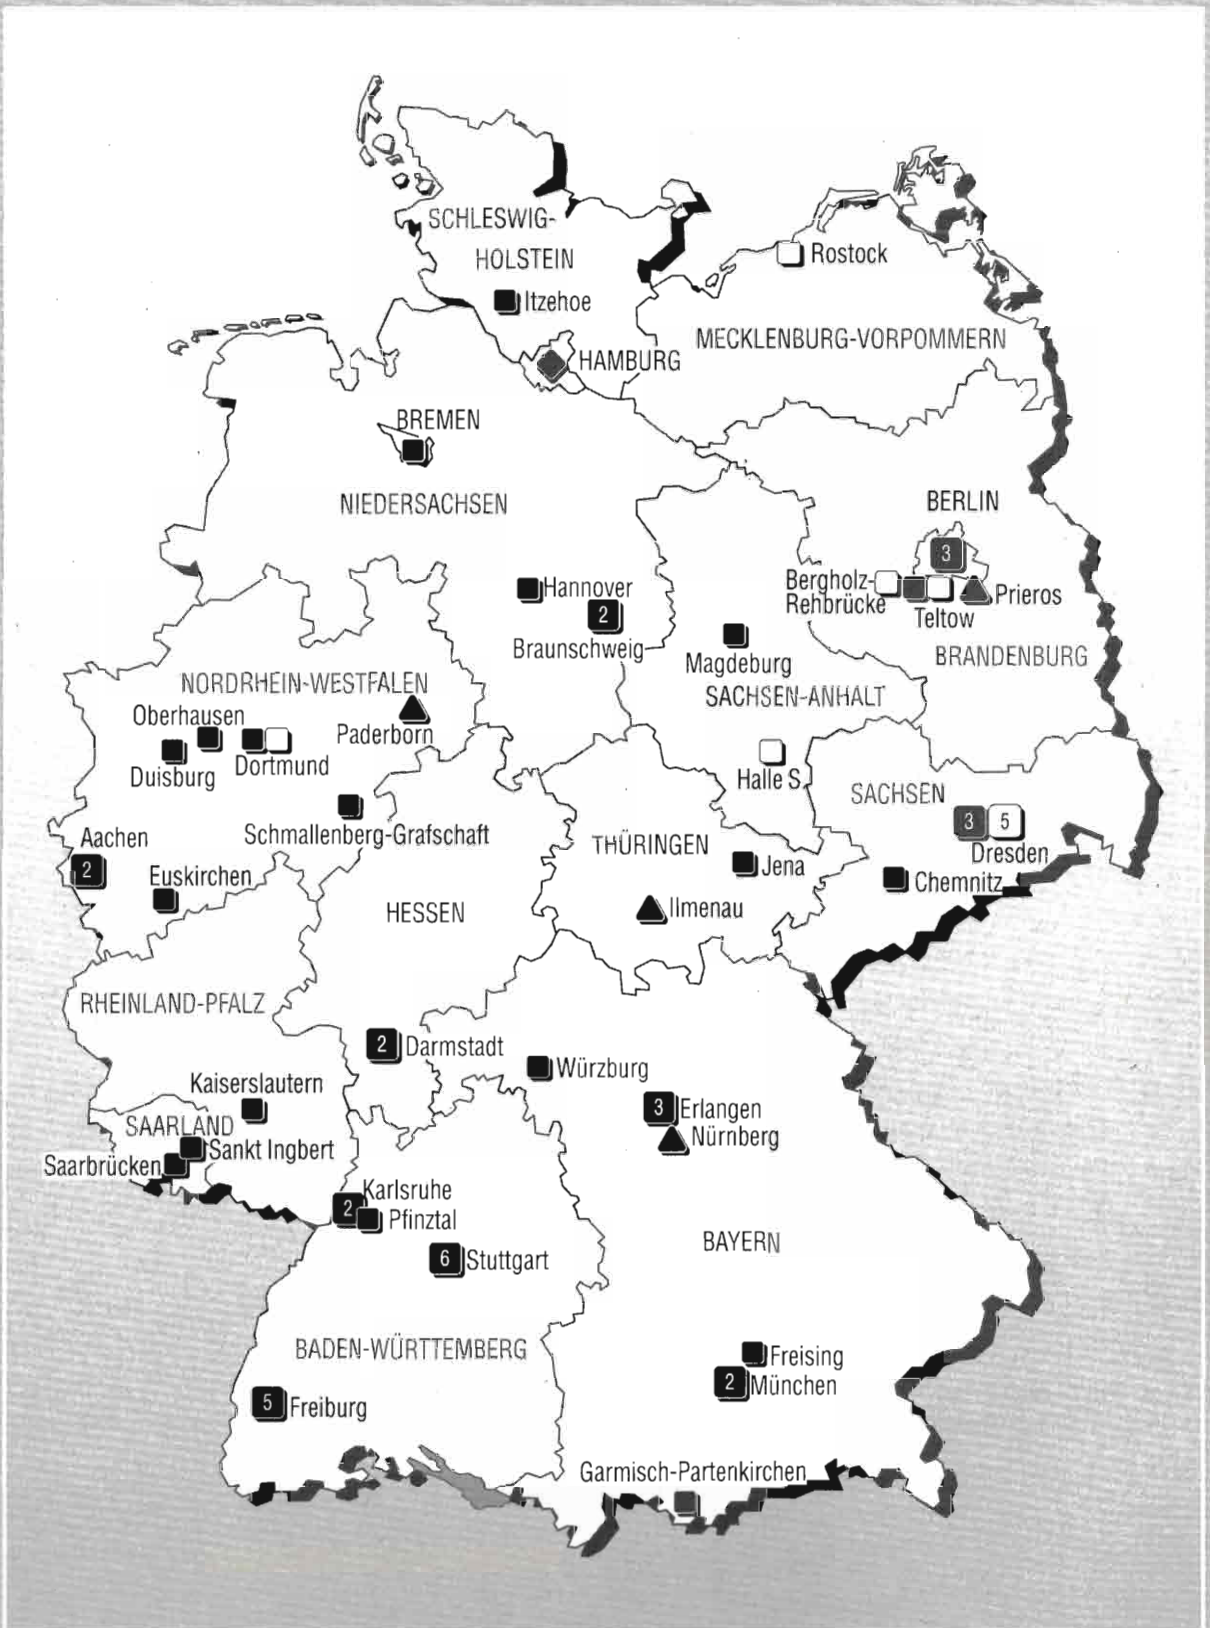 SCHLESWIG-
HOLSTEIN
Rostock
Itzehoe
MECKLENBURG-VORPOMMERN
HAMBURG
BREMEN
NIEDERSACHSEN
BERLIN
3
Hannover
2
Braunschweig
Bergholz-
Rehbrücke
Teltow
Prieros
Magdeburg
BRANDENBURG
SACHSEN-ANHALT
NORDRHEIN-WESTFALEN
Oberhausen
Paderborn
Duisburg
Dortmund
Halle S.
SACHSEN
3
5
Dresden
Schmallenberg-Grafschaft
Aachen
2
Euskirchen
THÜRINGEN
Jena
Chemnitz
HESSEN
Ilmenau
RHEINLAND-PFALZ
2
Darmstadt
Würzburg
Kaiserslautern
3
Erlangen
SAARLAND
Nürnberg
Sankt Ingbert
Saarbrücken
Karlsruhe
2
Pfinztal
BAYERN
6
Stuttgart
BADEN-WÜRTTEMBERG
Freising
2
München
5
Freiburg
Garmisch-Partenkirchen